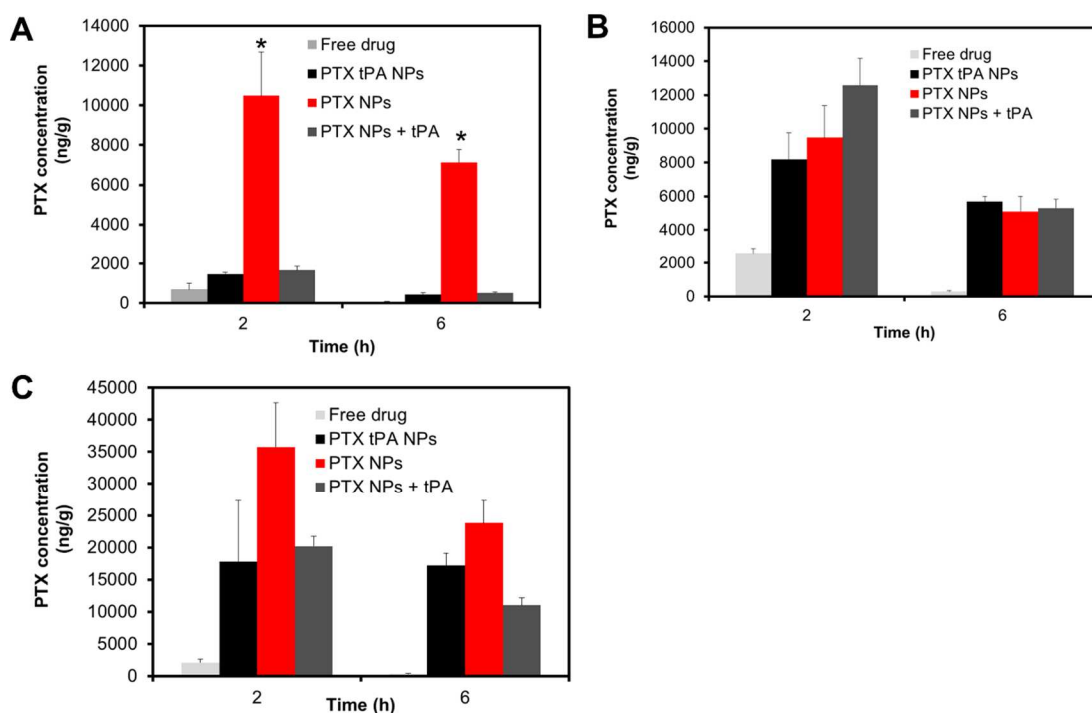 A
PTX concentration
(ng/g)
14000
12000
10000
8000
6000
4000
2000
0
*
*
Free drug
PTX tPA NPs
PTX NPs
PTX NPs + tPA
2
6
Time (h)
B
PTX concentration
(ng/g)
16000
14000
12000
10000
8000
6000
4000
2000
0
Free drug
PTX tPA NPs
PTX NPs
PTX NPs + tPA
2
6
Time (h)
C
PTX concentration
(ng/g)
45000
40000
35000
30000
25000
20000
15000
10000
5000
0
Free drug
PTX tPA NPs
PTX NPs
PTX NPs + tPA
2
6
Time (h)